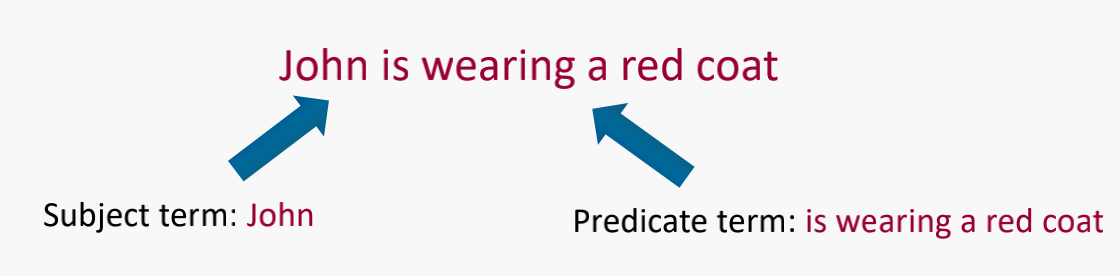 John is wearing a red coat
Subject term: John
Predicate term: is wearing a red coat